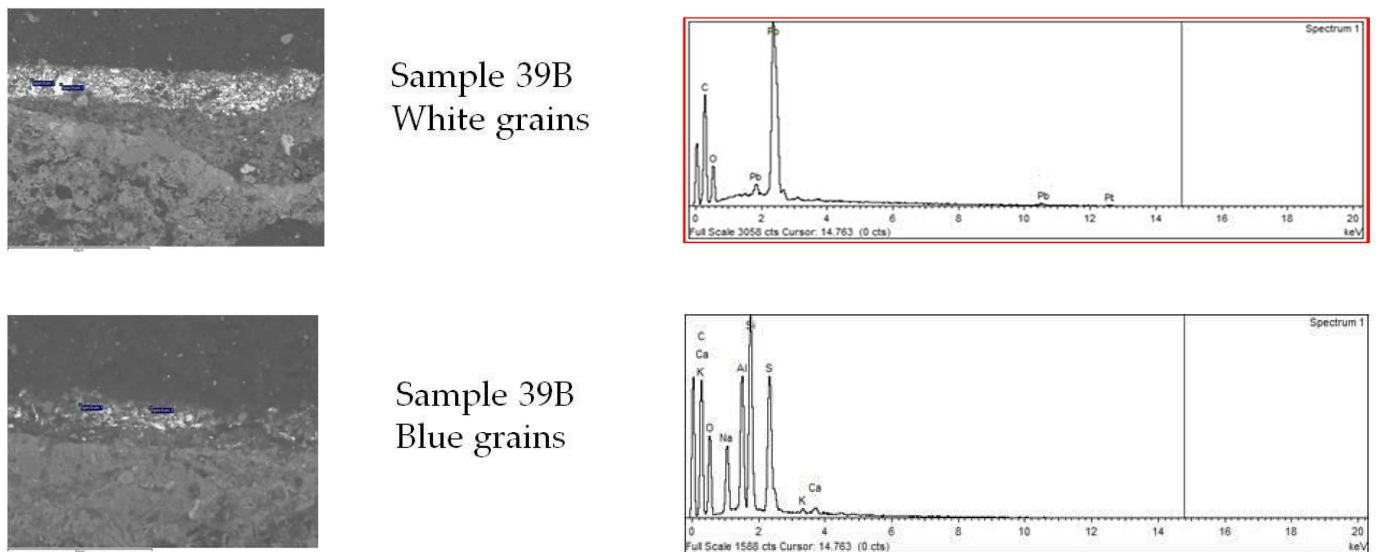 Sample 39B
White grains
Spectrum 1
Pb
C
O
Pb
Pb
Pt
0 2 4 6 8 10 12 14 16 18 20
Full Scale 3058 cts Cursor: 14.763 (0 cts) keV
Sample 39B
Blue grains
Spectrum 1
C
Ca
K
O
Na
Al
Si
S
K
Ca
0 2 4 6 8 10 12 14 16 18 20
Full Scale 1588 cts Cursor: 14.763 (0 cts) keV